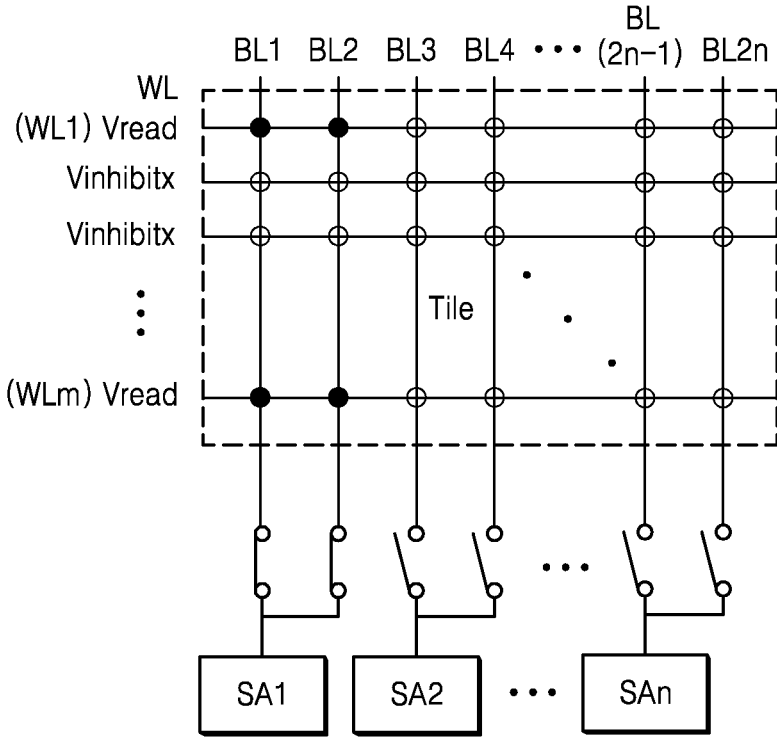 BL1 BL2 BL3 BL4 ••• BL (2n-1) BL2n
WL
(WL1) Vread
Vinhibitx
Vinhibitx
Tile
(WLm) Vread
SA1 SA2 ••• SAn